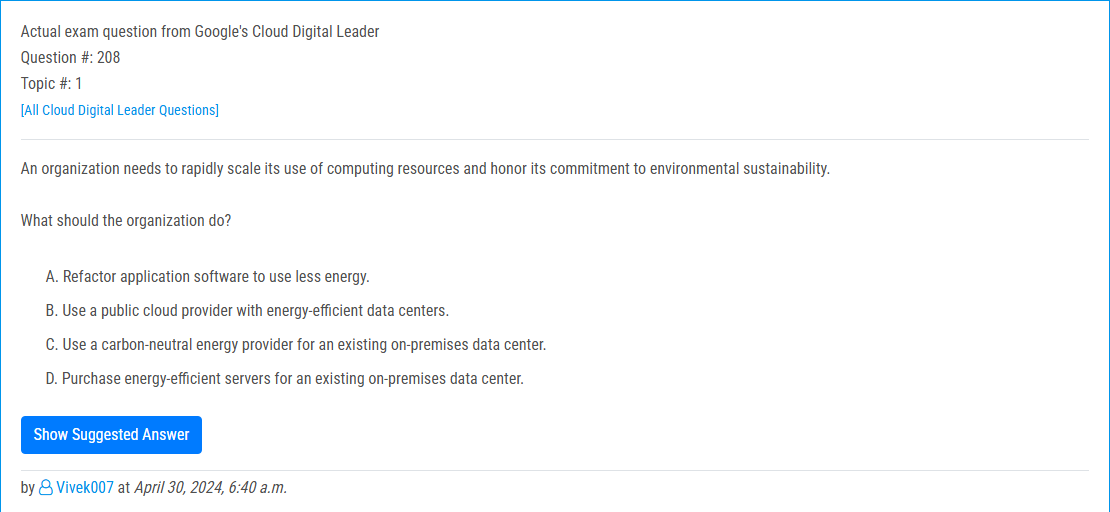 Actual exam question from Google's Cloud Digital Leader
Question #: 208
Topic #: 1
[All Cloud Digital Leader Questions]
An organization needs to rapidly scale its use of computing resources and honor its commitment to environmental sustainability.
What should the organization do?
A. Refactor application software to use less energy.
B. Use a public cloud provider with energy-efficient data centers.
C. Use a carbon-neutral energy provider for an existing on-premises data center.
D. Purchase energy-efficient servers for an existing on-premises data center.
Show Suggested Answer
by Vivek007 at April 30, 2024, 6:40 a.m.